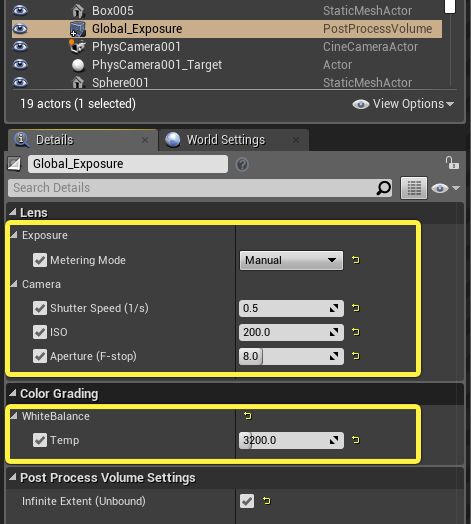 Box005 StaticMeshActor
Global_Exposure PostProcessVolume
PhysCamera001 CineCameraActor
PhysCamera001_Target Actor
Sphere001 StaticMeshActor
19 actors (1 selected) View Options
Details World Settings
Global_Exposure
Search Details
Lens
Exposure
Metering Mode Manual
Camera
Shutter Speed (1/s) 0.5
ISO 200.0
Aperture (F-stop) 8.0
Color Grading
WhiteBalance
Temp 3200.0
Post Process Volume Settings
Infinite Extent (Unbound)